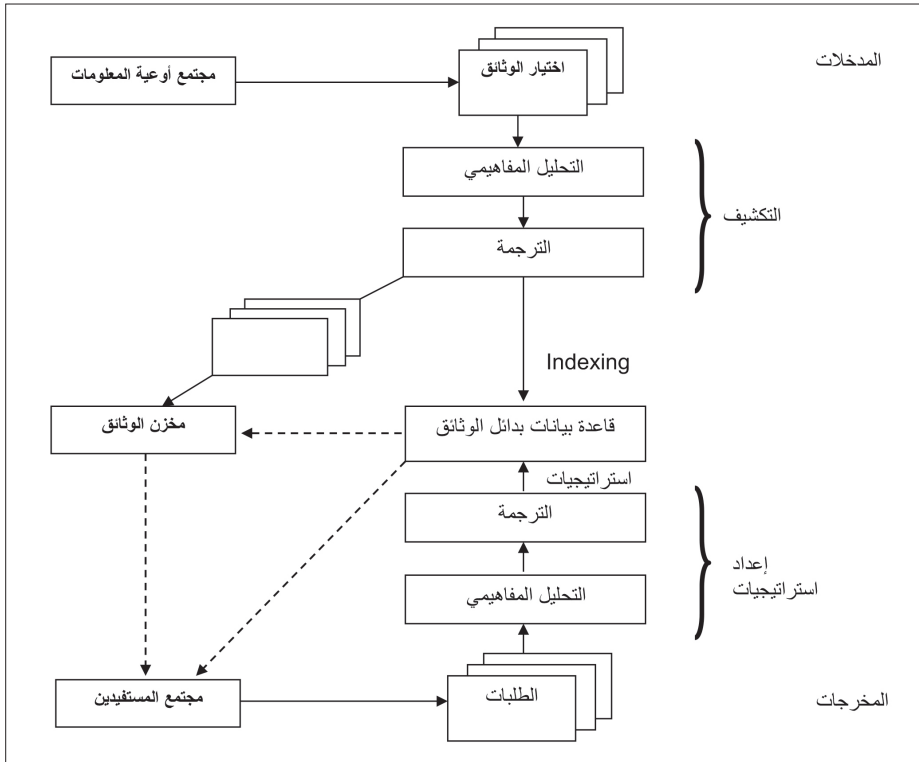 المدخلات
اختيار الوثائق
مجتمع أوعية المعلومات
التحليل المفاهيمي
التكشيف
الترجمة
Indexing
قاعدة بيانات بدائل الوثائق
مخزن الوثائق
استراتيجيات
الترجمة
إعداد
استراتيجيات
التحليل المفاهيمي
الطلبات
مجتمع المستفيدين
المخرجات